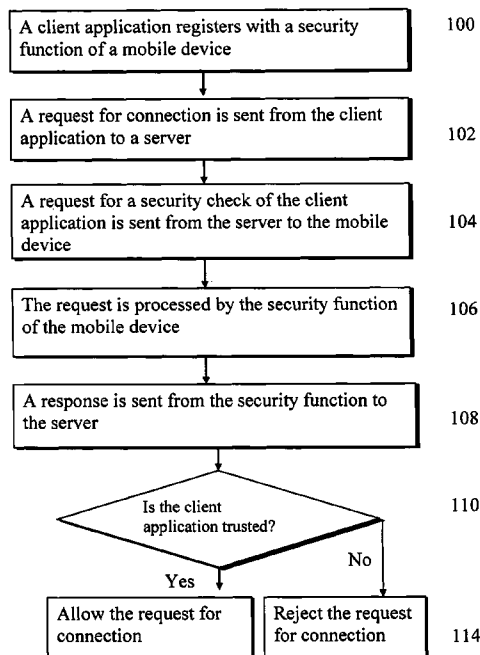 A client application registers with a security
function of a mobile device
100
A request for connection is sent from the client
application to a server
102
A request for a security check of the client
application is sent from the server to the mobile
device
104
The request is processed by the security function
of the mobile device
106
A response is sent from the security function to
the server
108
Is the client
application trusted?
110
Yes
No
Allow the request for
connection
Reject the request
for connection
114